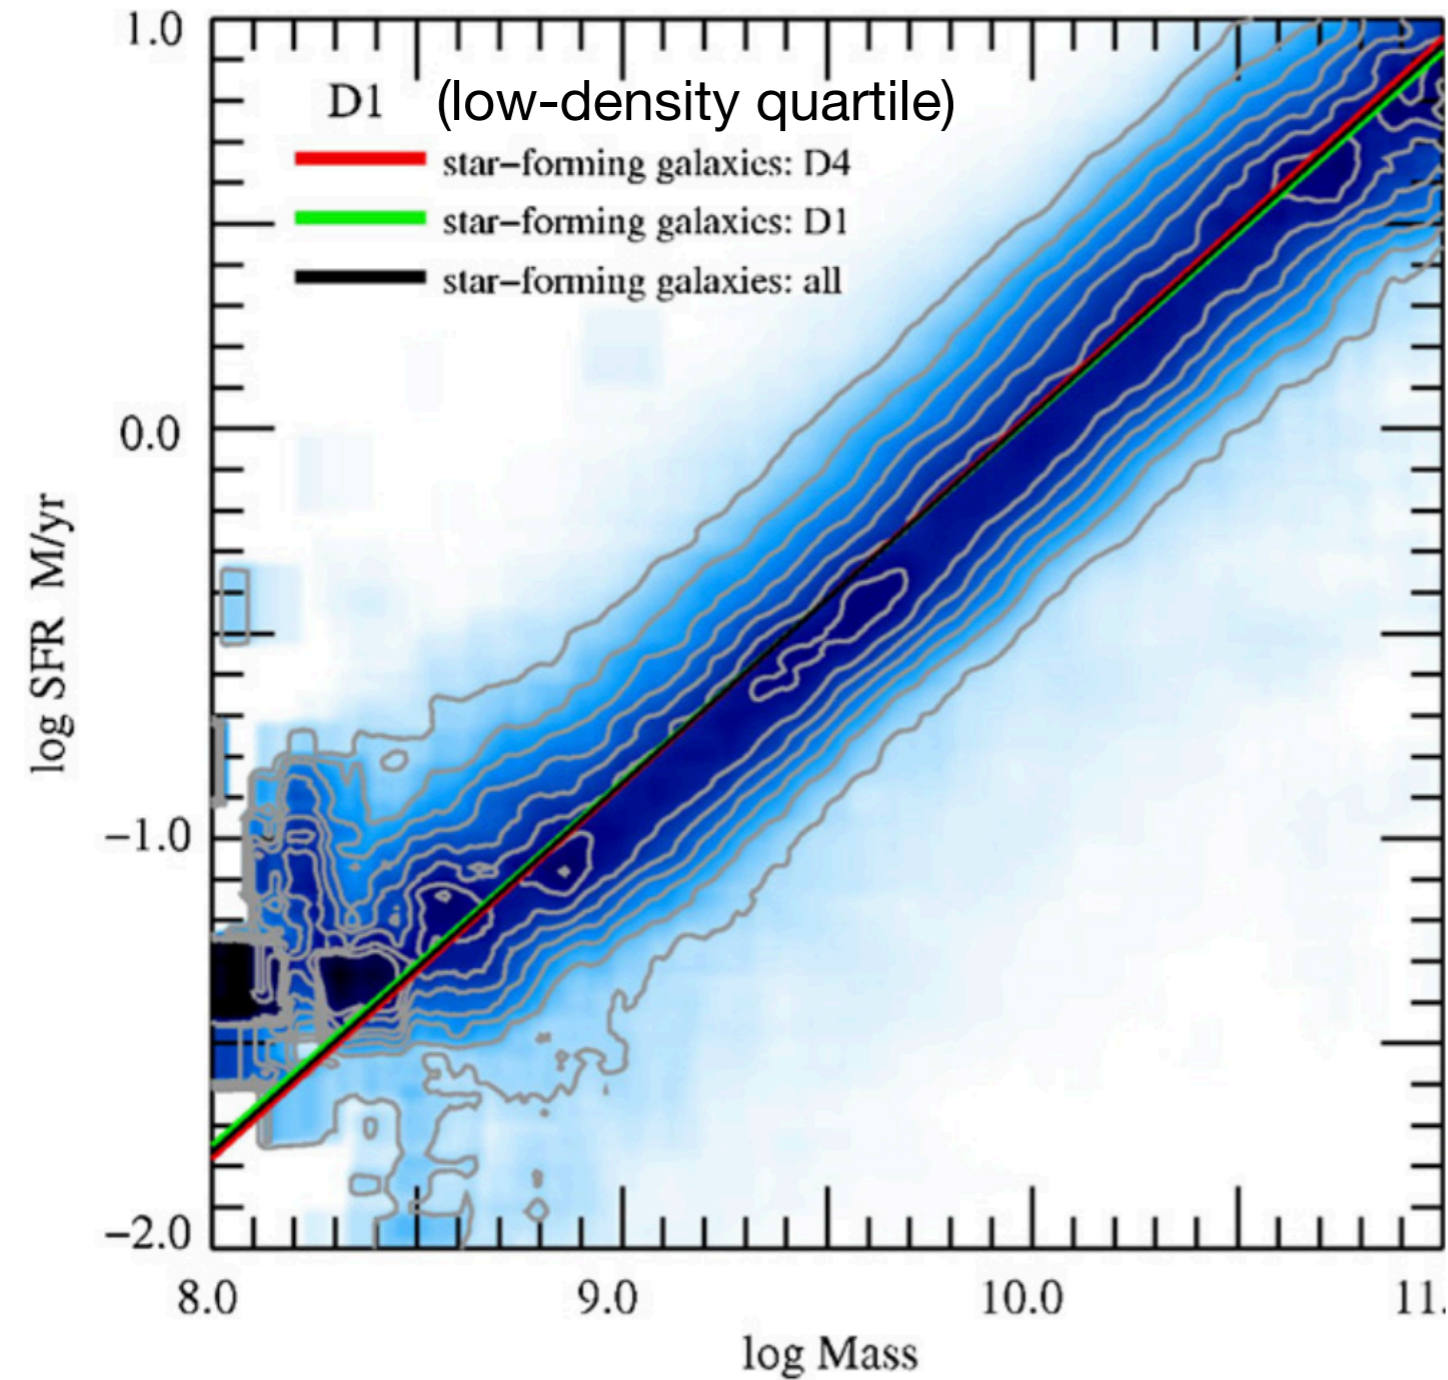 1.0
D1 (low-density quartile)
star–forming galaxies: D4
star–forming galaxies: D1
star–forming galaxies: all
0.0
log SFR M/yr
−1.0
−2.0
8.0 9.0 10.0 11.
log Mass